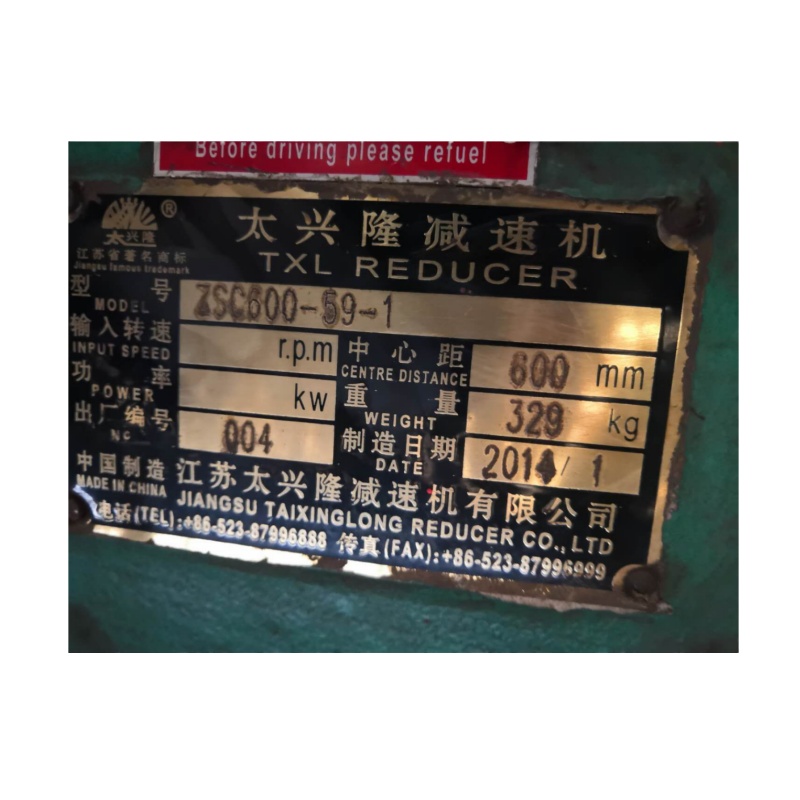 Before driving please refuel
太兴隆 ®
江苏省著名商标
Jiangsu famous trademark
太兴隆减速机
TXL REDUCER
型号 ZSC600-59-1
MODEL
输入转速 r.p.m 中心距 600 mm
INPUT SPEED CENTRE DISTANCE
功率 kw 重量 329 kg
POWER WEIGHT
出厂编号 004 制造日期 2014/1
NO DATE
中国制造 江苏太兴隆减速机有限公司
MADE IN CHINA JIANGSU TAIXINGLONG REDUCER CO., LTD
电话(TEL):+86-523-87996888 传真(FAX):+86-523-87996999